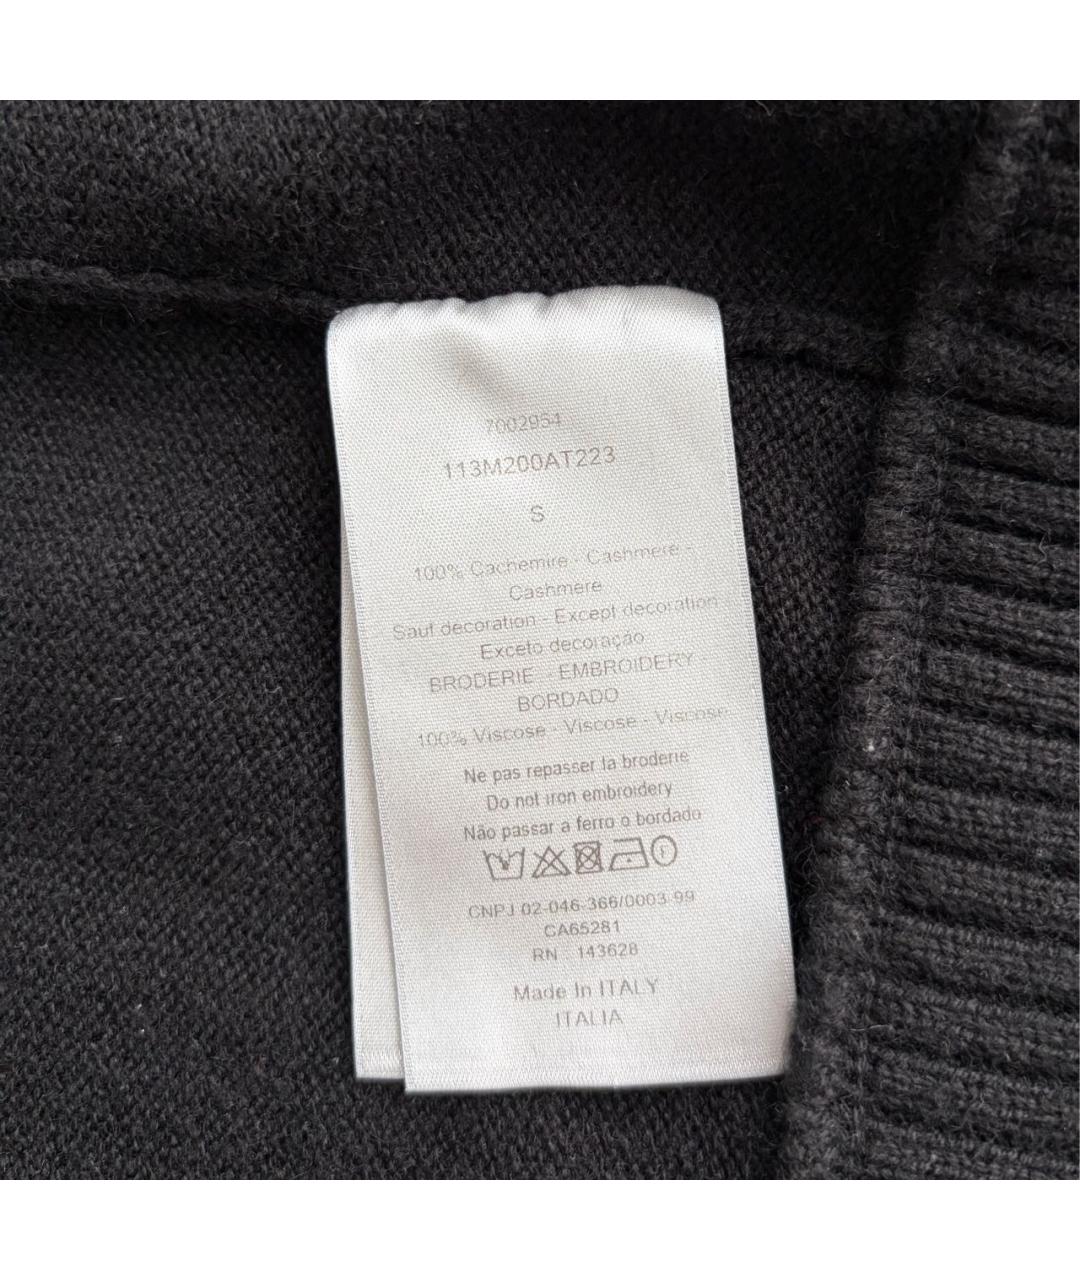 7002954
113M200AT223
S
100% Cachemire - Cashmere -
Cashmere
Sauf decoration - Except decoration
Exceto decoração
BRODERIE - EMBROIDERY -
BORDADO
100% Viscose - Viscose - Viscose
Ne pas repasser la broderie
Do not iron embroidery
Não passar a ferro o bordado
CNPJ 02-046-366/0003-99
CA65281
RN : 143628
Made In ITALY
ITALIA